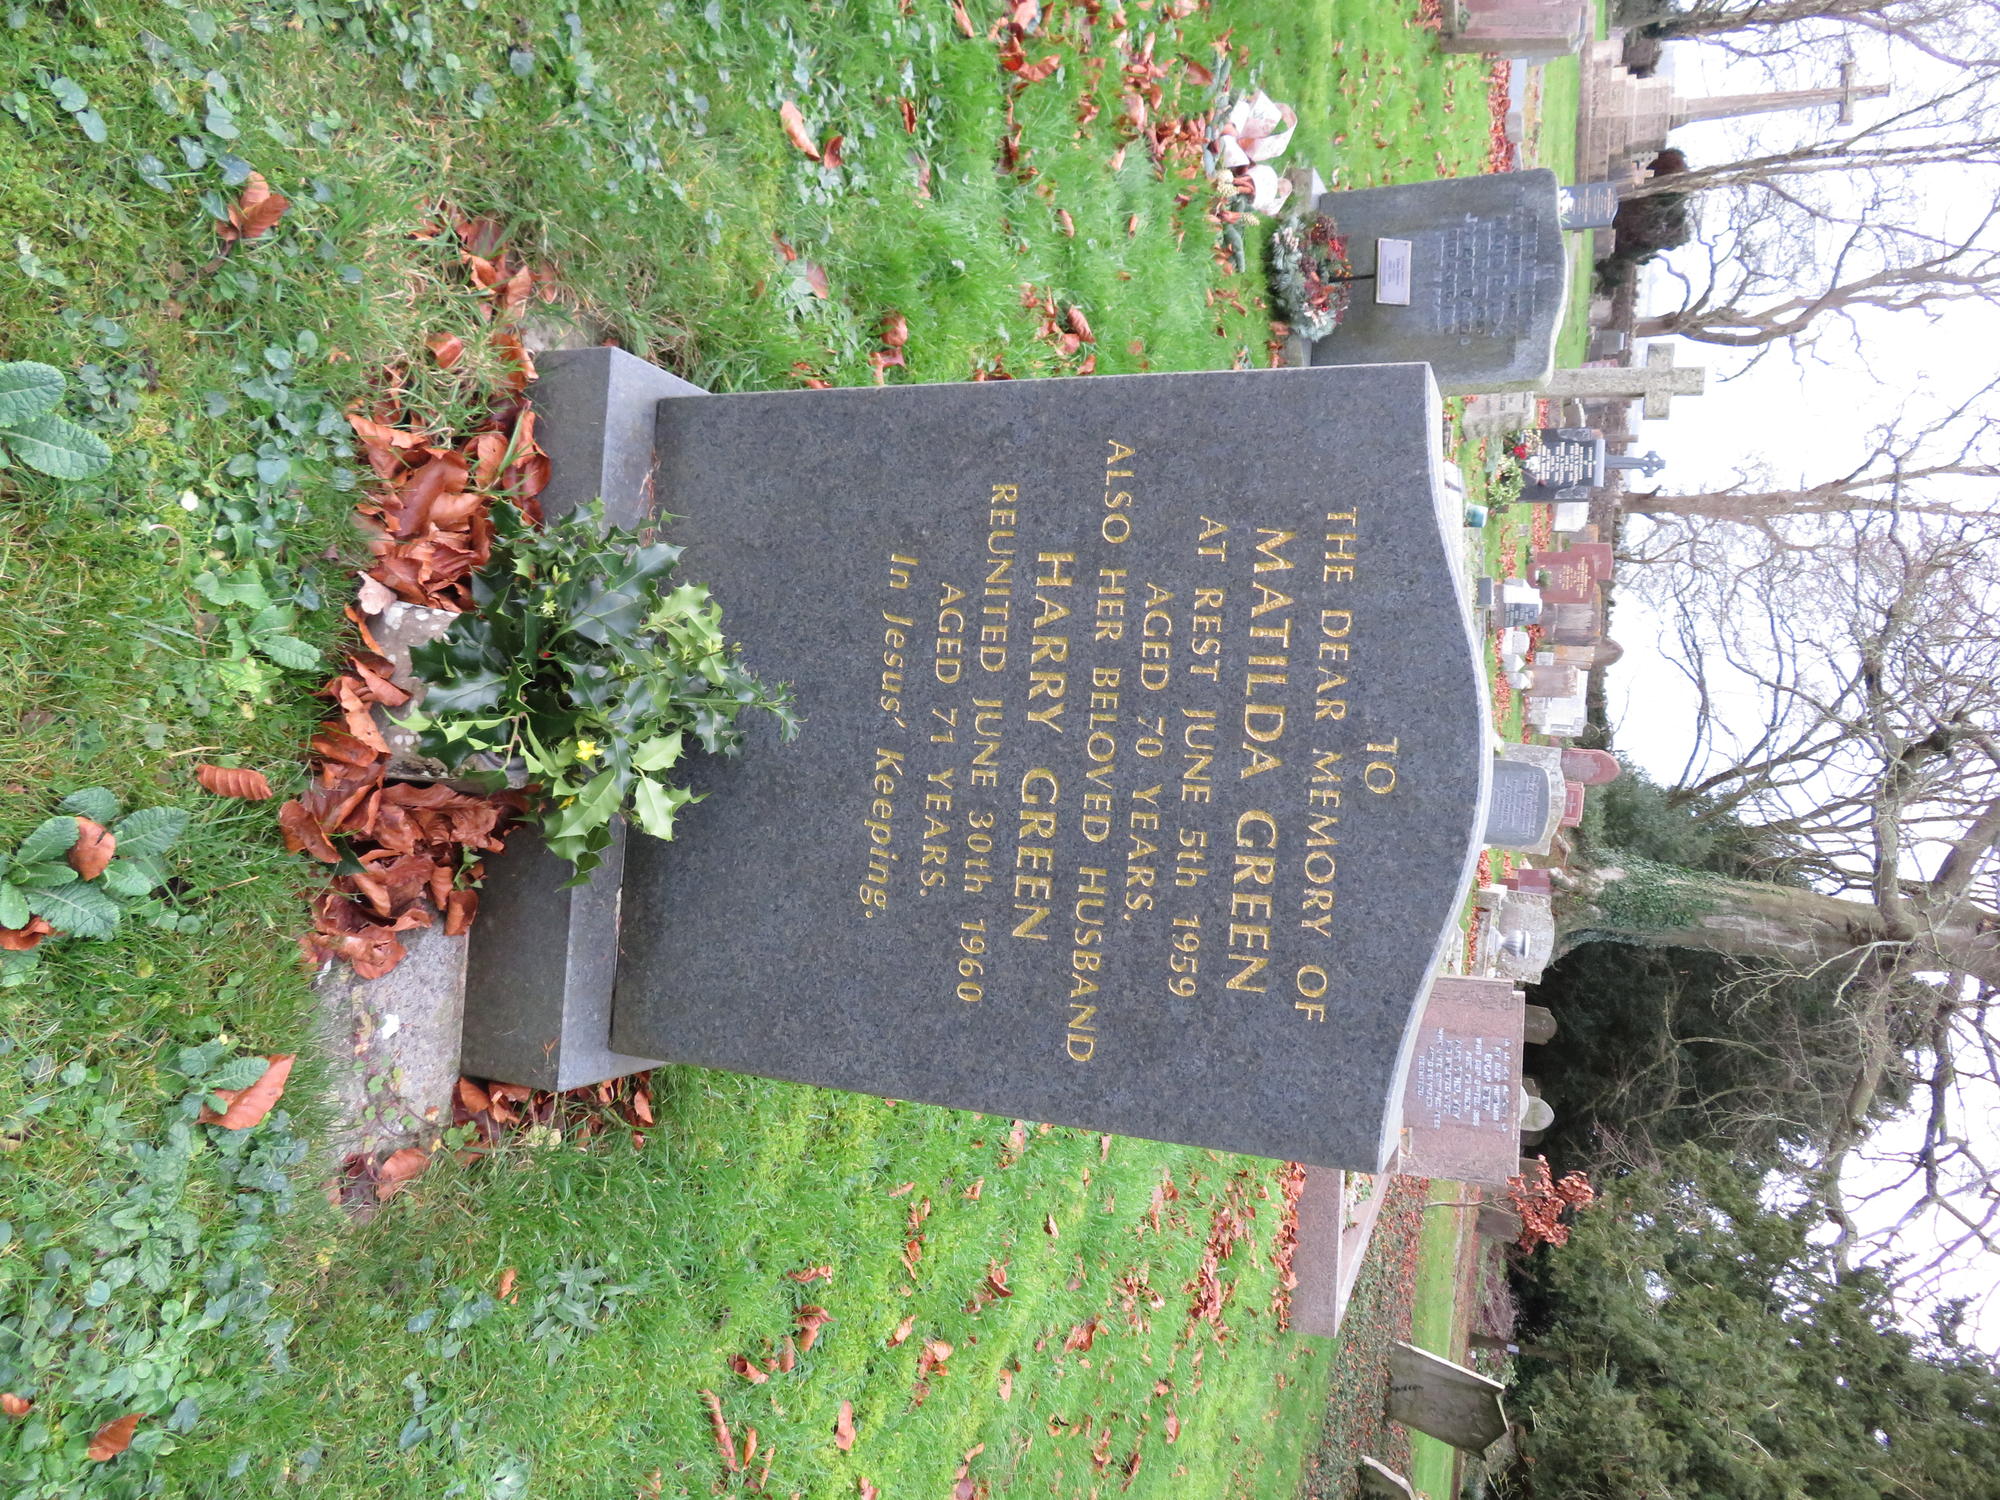 TO
THE DEAR MEMORY OF
MATILDA GREEN
AT REST JUNE 5th 1959
AGED 70 YEARS.
ALSO HER BELOVED HUSBAND
HARRY GREEN
REUNITED JUNE 30th 1960
AGED 71 YEARS.
In Jesus' Keeping.